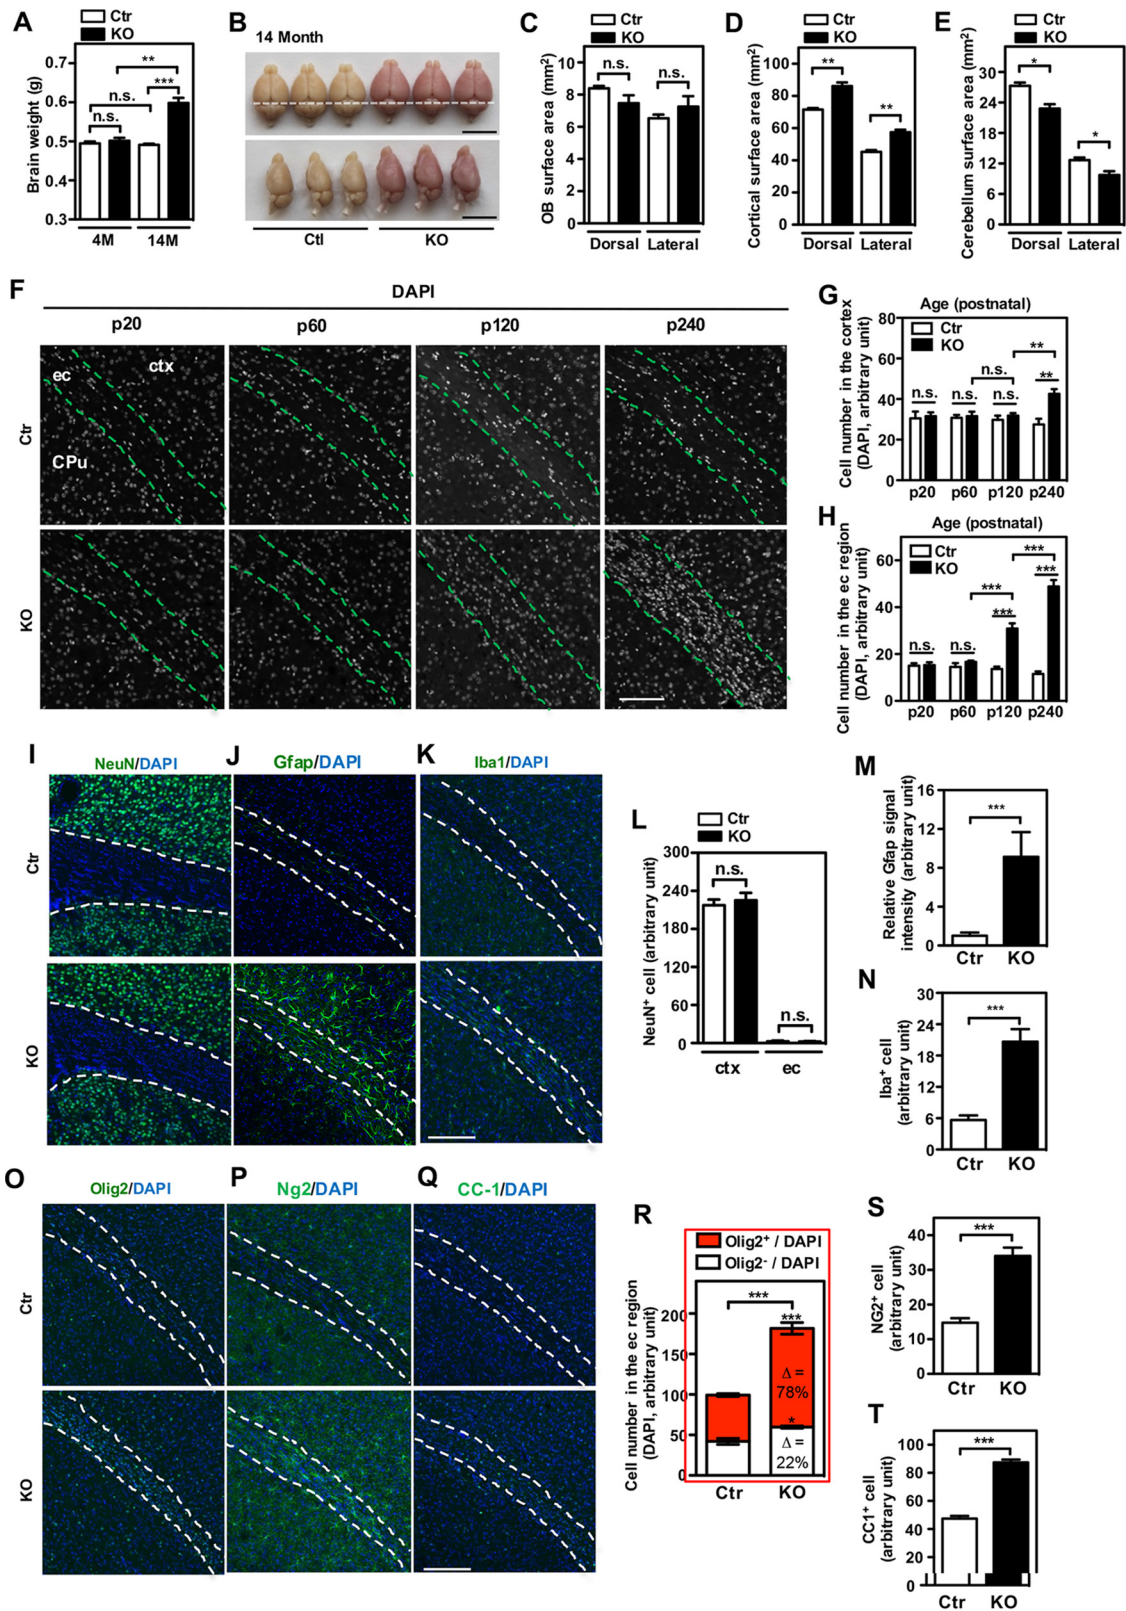 A
Ctr
KO
Brain weight (g)
0.7
0.6
0.5
0.4
0.3
**
***
n.s.
n.s.
4M
14M
B
14 Month
Ctl
KO
C
Ctr
KO
OB surface area (mm2)
10
8
6
4
2
0
n.s.
n.s.
Dorsal
Lateral
D
Ctr
KO
Cortical surface area (mm2)
120
100
80
60
40
20
0
**
**
Dorsal
Lateral
E
Ctr
KO
Cerebellum surface area (mm2)
30
24
18
12
6
0
*
*
Dorsal
Lateral
F
DAPI
p20
p60
p120
p240
Ctr
KO
ec
ctx
CPu
G
Age (postnatal)
Ctr
KO
Cell number in the cortex
(DAPI, arbitrary unit)
80
60
40
20
0
**
n.s.
**
n.s.
n.s.
n.s.
p20
p60
p120
p240
H
Age (postnatal)
Ctr
KO
Cell number in the ec region
(DAPI, arbitrary unit)
60
40
20
0
***
***
***
***
n.s.
n.s.
p20
p60
p120
p240
I
NeuN/DAPI
J
Gfap/DAPI
K
Iba1/DAPI
Ctr
KO
L
Ctr
KO
NeuN+ cell (arbitrary unit)
300
240
180
120
60
0
n.s.
n.s.
ctx
ec
M
Relative Gfap signal
intensity (arbitrary unit)
16
12
8
4
0
***
Ctr
KO
N
Iba+ cell
(arbitrary unit)
30
24
18
12
6
0
***
Ctr
KO
O
Olig2/DAPI
P
Ng2/DAPI
Q
CC-1/DAPI
Ctr
KO
R
Olig2+ / DAPI
Olig2- / DAPI
Cell number in the ec region
(DAPI, arbitrary unit)
200
150
100
50
0
***
***
Δ =
78%
*
Δ =
22%
Ctr
KO
S
NG2+ cell
(arbitrary unit)
40
30
20
10
0
***
Ctr
KO
T
CC1+ cell
(arbitrary unit)
100
80
60
40
20
0
***
Ctr
KO